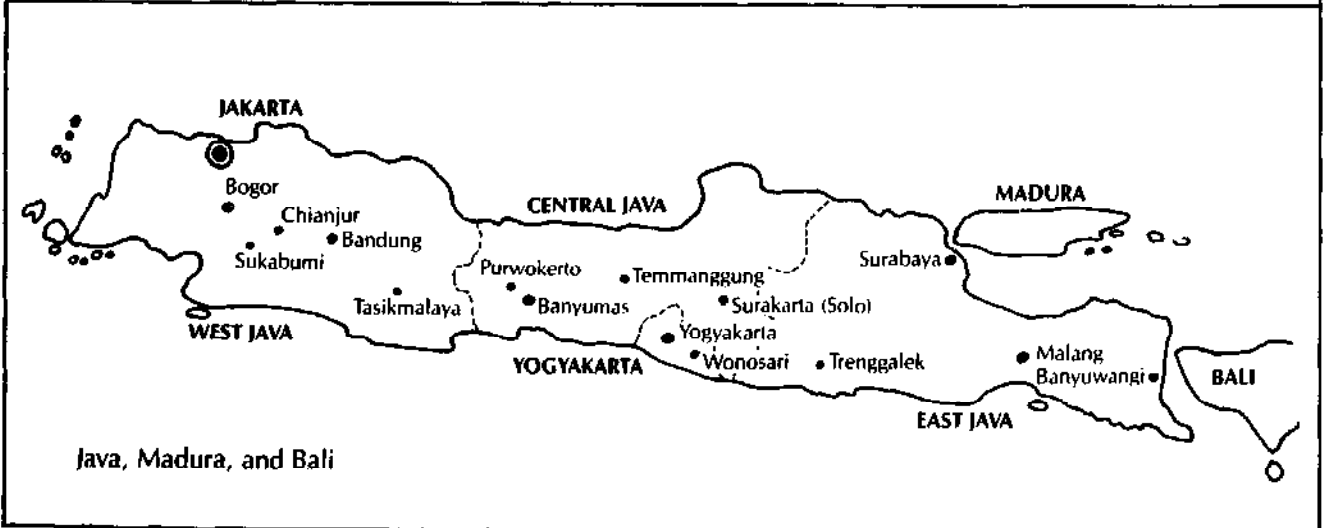 JAKARTA
Bogor
Chianjur
Bandung
Sukabumi
Tasikmalaya
WEST JAVA
CENTRAL JAVA
Purwokerto
Banyumas
Temmanggung
Surakarta (Solo)
Yogyakarta
Wonosari
YOGYAKARTA
MADURA
Surabaya
Trenggalek
Malang
Banyuwangi
EAST JAVA
BALI
Java, Madura, and Bali